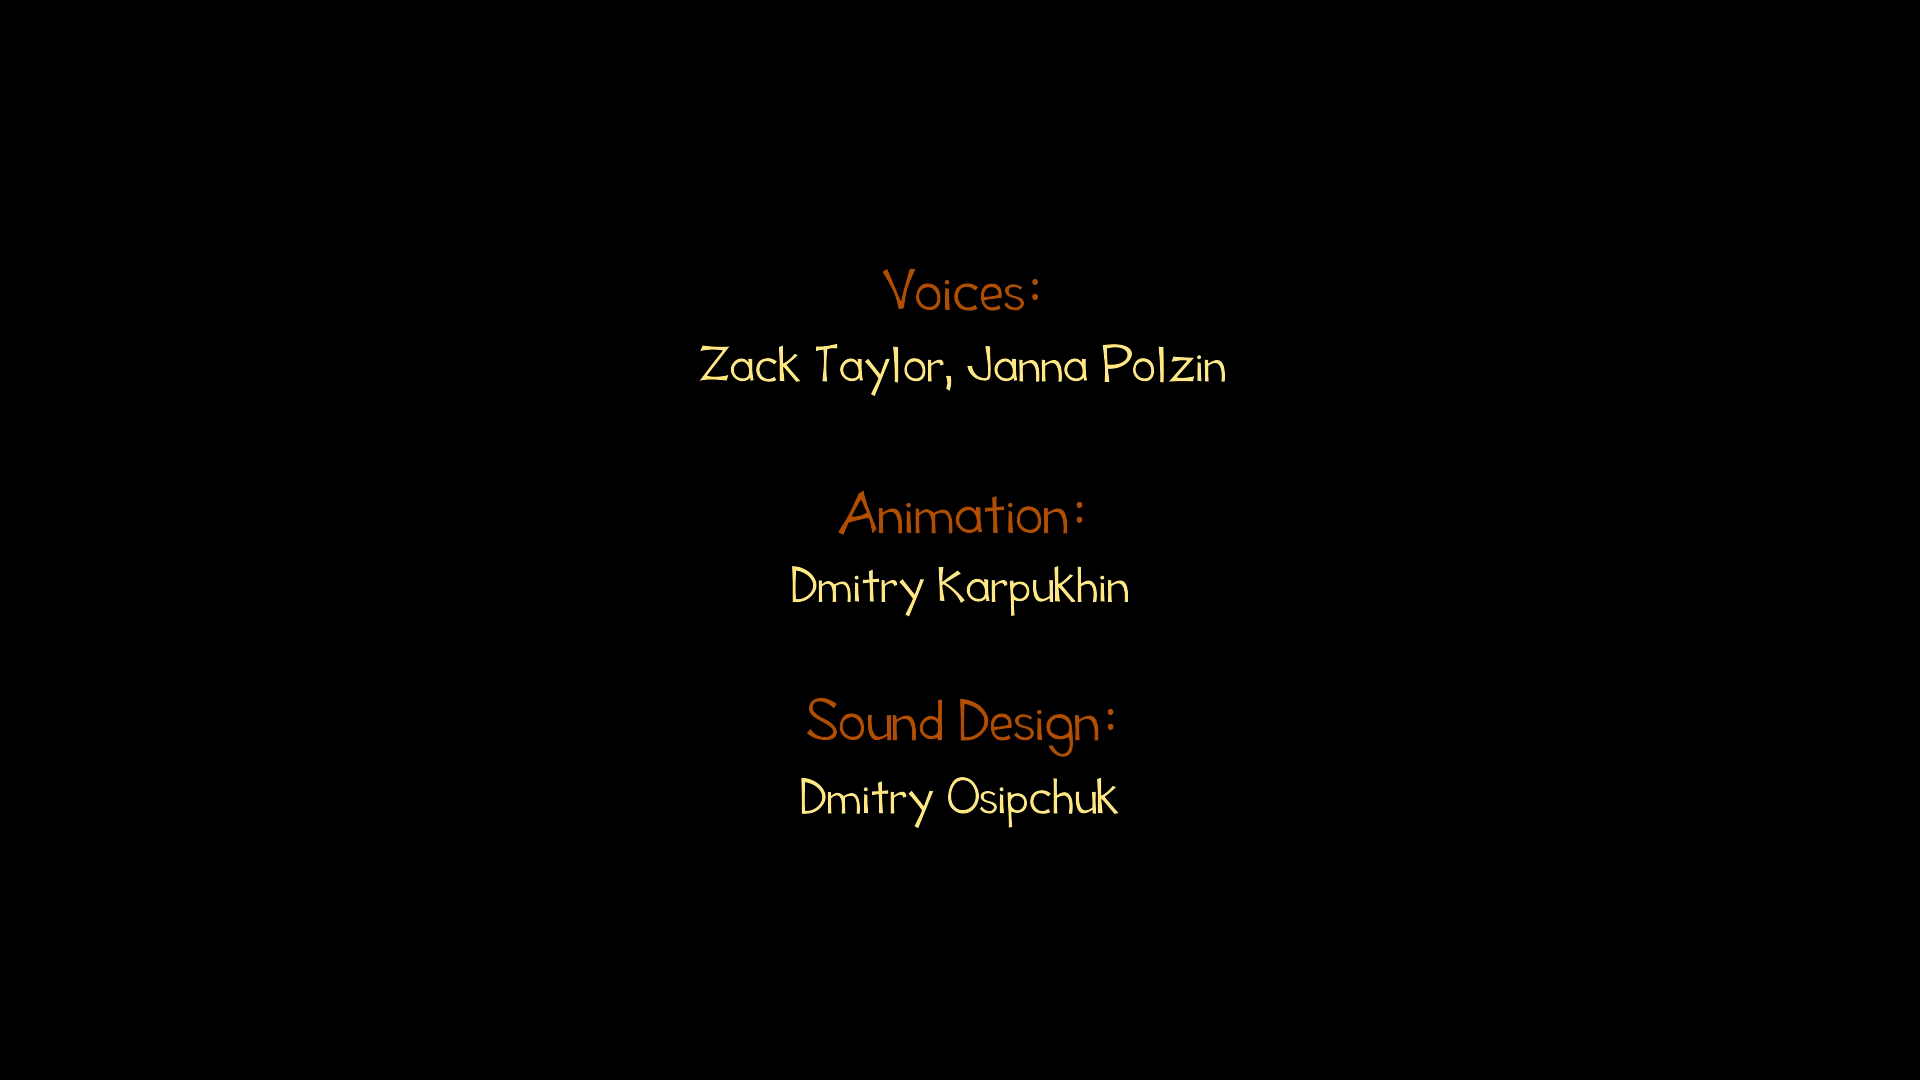 Voices:
Zack Taylor, Janna Polzin
Animation:
Dmitry Karpukhin
Sound Design:
Dmitry Osipchuk